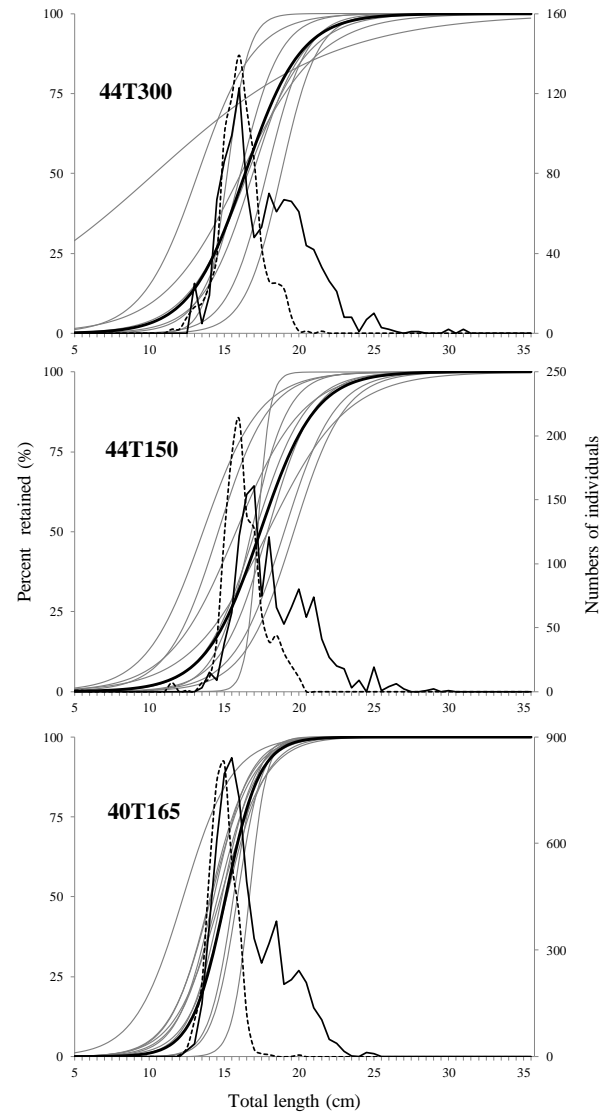 100 160
75 120
50 80
25 40
0 0
44T300
5 10 15 20 25 30 35
100 250
200
75
150
50
100
25
50
0 0
44T150
5 10 15 20 25 30 35
Percent retained (%)
Numbers of individuals
100 900
75
600
50
300
25
0 0
40T165
5 10 15 20 25 30 35
Total length (cm)